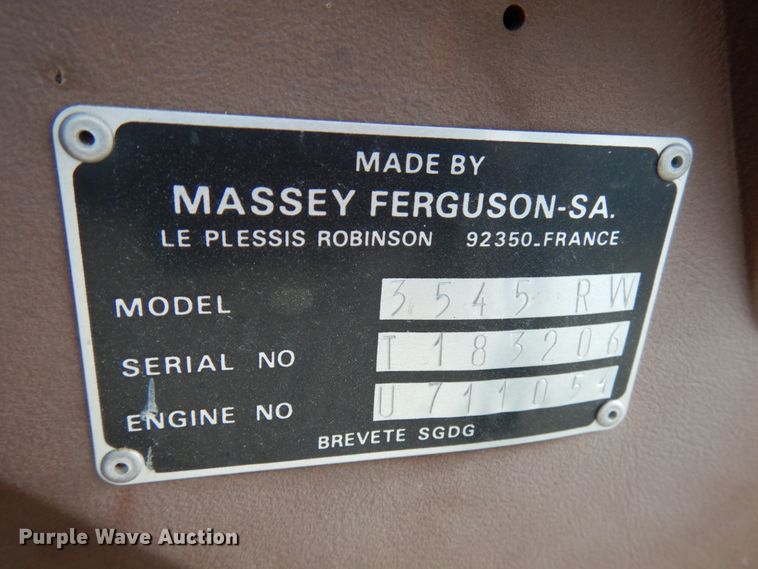 MADE BY
MASSEY FERGUSON-SA.
LE PLESSIS ROBINSON 92350-FRANCE
MODEL 3545 RW
SERIAL NO T183206
ENGINE NO U711054
BREVETE SGDG
Purple Wave Auction